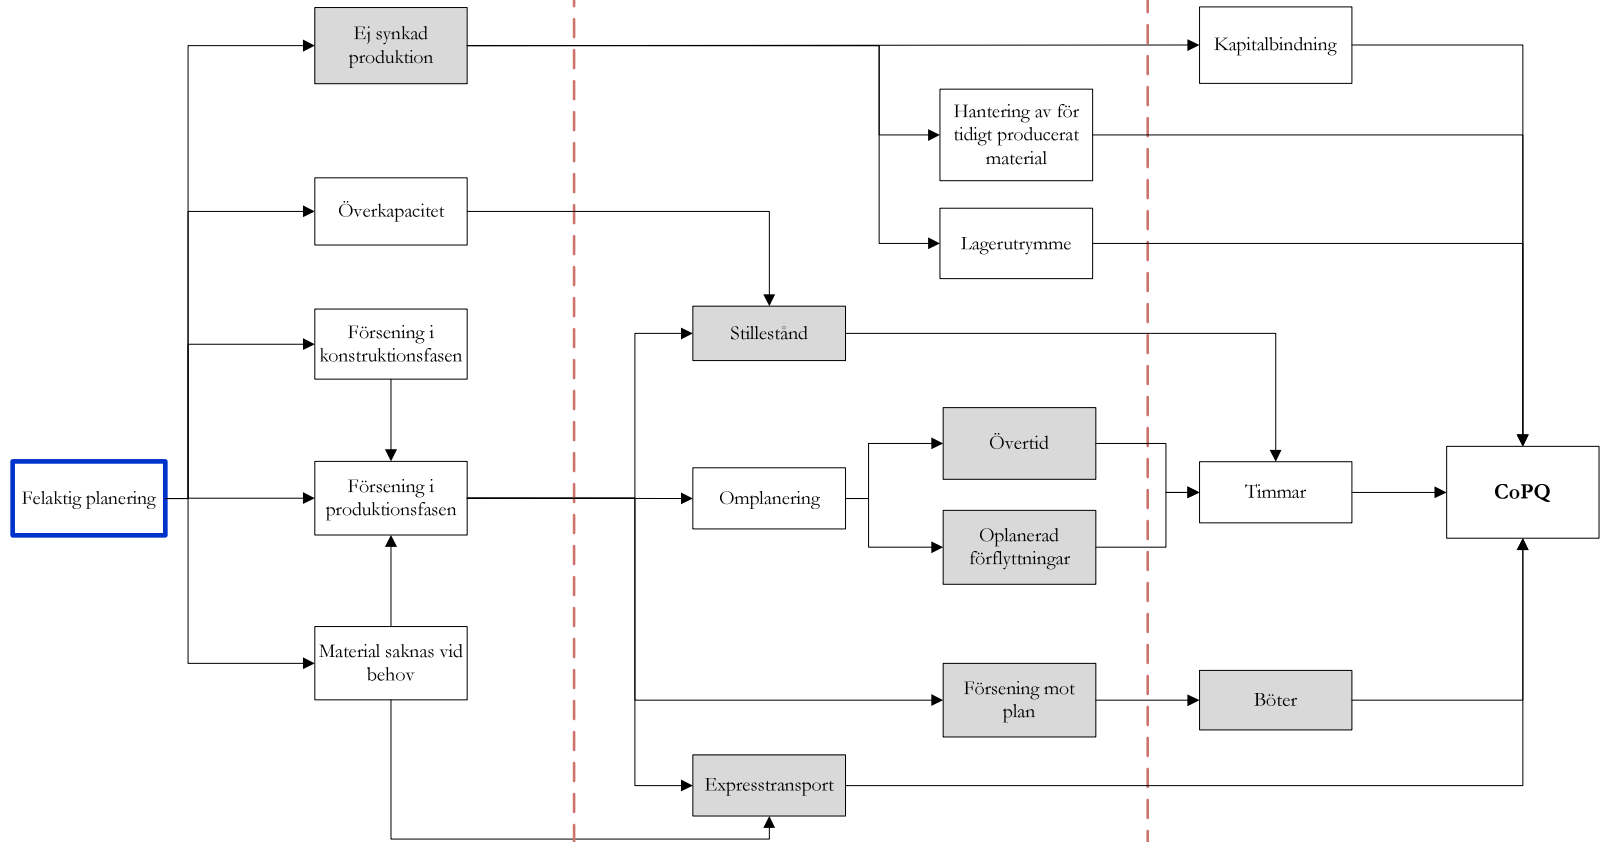 Ej synkad
produktion
Kapitalbindning
Hantering av för
tidigt producerat
material
Överkapacitet
Lagerutrymme
Försening i
konstruktionsfasen
Stillestånd
Övertid
Felaktig planering
Försening i
produktionsfasen
Omplanering
Timmar
CoPQ
Oplanerad
förflyttningar
Material saknas vid
behov
Försening mot
plan
Böter
Expresstransport